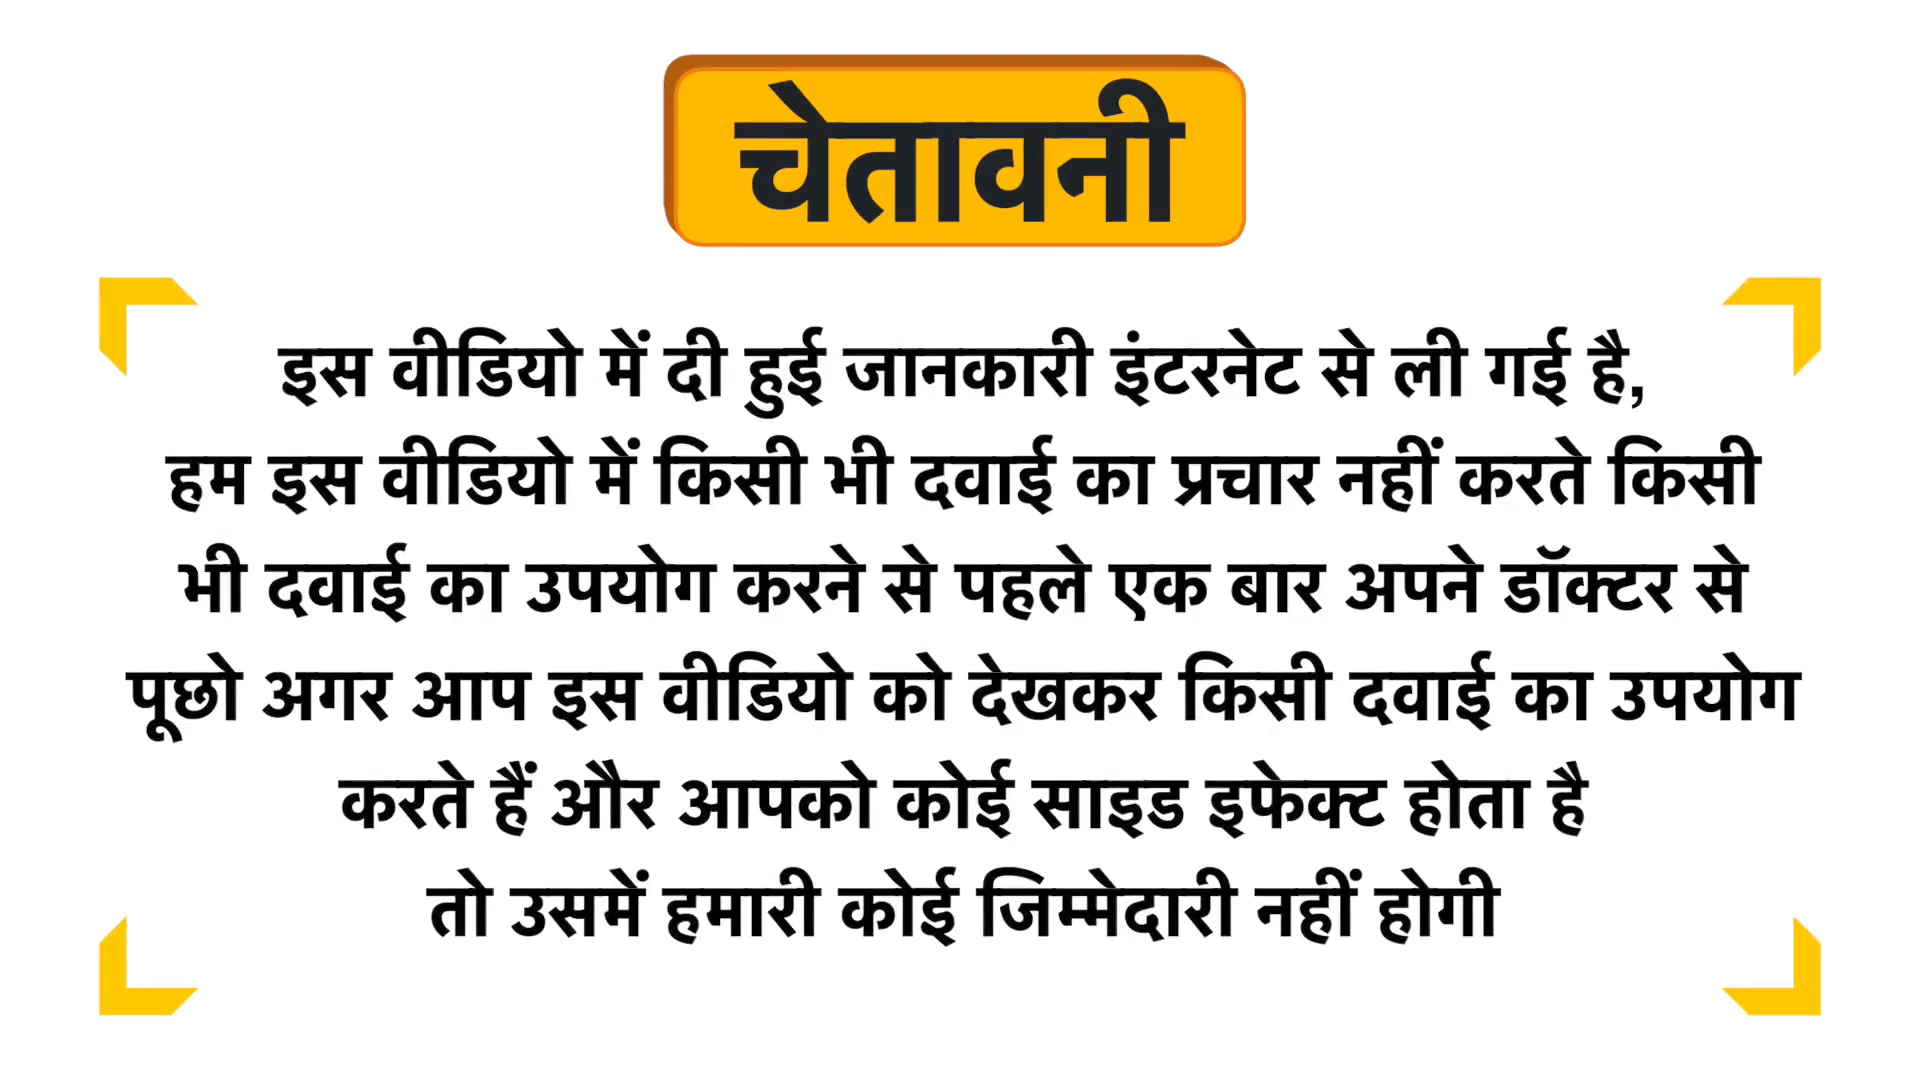 चेतावनी
इस वीडियो में दी हुई जानकारी इंटरनेट से ली गई है,
हम इस वीडियो में किसी भी दवाई का प्रचार नहीं करते किसी
भी दवाई का उपयोग करने से पहले एक बार अपने डॉक्टर से
पूछो अगर आप इस वीडियो को देखकर किसी दवाई का उपयोग
करते हैं और आपको कोई साइड इफेक्ट होता है
तो उसमें हमारी कोई जिम्मेदारी नहीं होगी